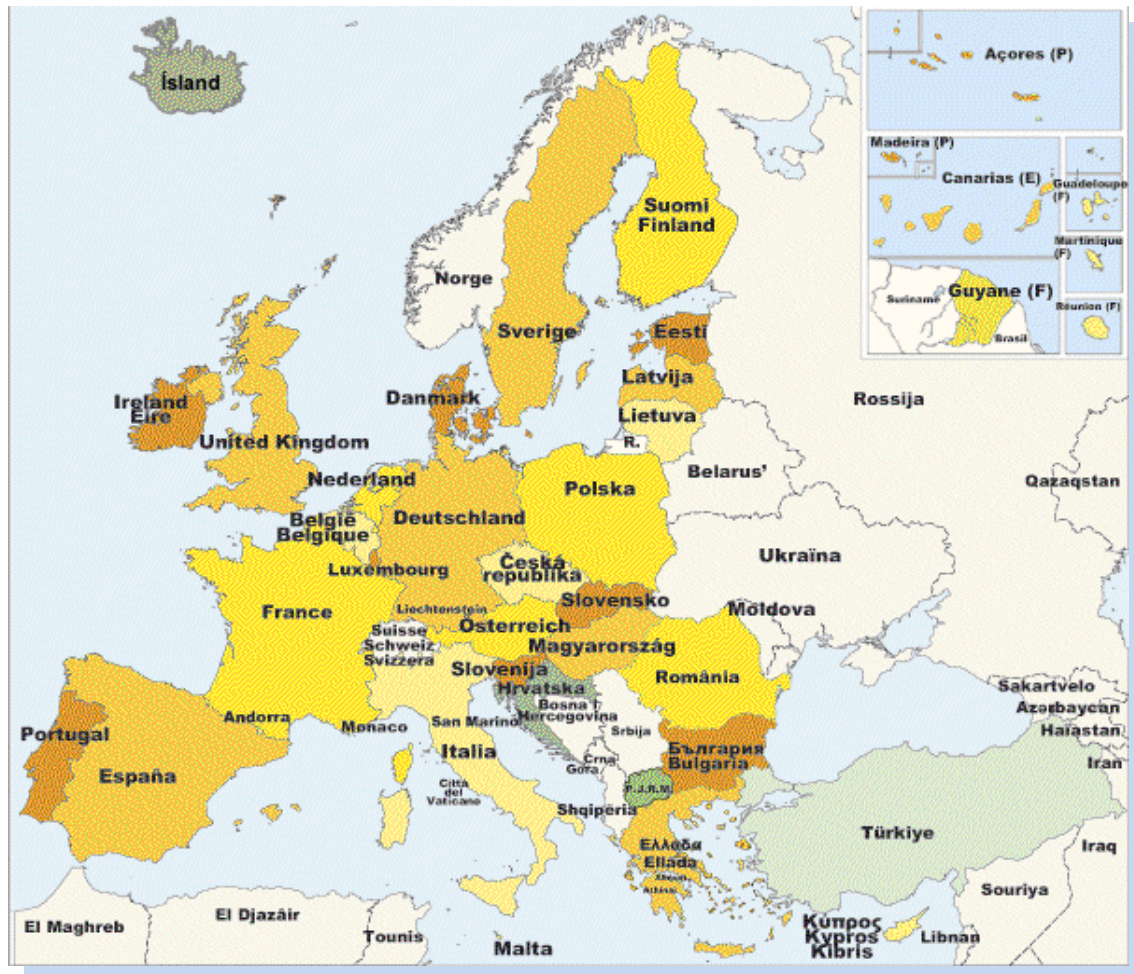 Ísland
Açores (P)
Madeira (P)
Canarias (E)
Guadeloupe
(F)
Martinique
(F)
Suriname
Guyane (F)
Brasil
Réunion (F)
Suomi
Finland
Norge
Sverige
Eesti
Latvija
Lietuva
R.
Rossija
Danmark
Ireland
Éire
United Kingdom
Nederland
België
Belgique
Deutschland
Luxembourg
Polska
Belarus'
Qazaqstan
Ukraïna
Česká
republika
Slovensko
Moldova
France
Liechtenstein
Österreich
Suisse
Schweiz
Svizzera
Magyarország
Slovenija
Hrvatska
România
Bosna i
Hercegovina
Srbija
Crna
Gora
Sakartvelo
Azərbaycan
Haïastan
Iran
Andorra
Monaco
San Marino
Portugal
España
Italia
Città
del
Vaticano
България
Bulgaria
P.J.R.M.
Shqipëria
Türkiye
Ελλαδα
Ellada
Athinai
Iraq
Souriya
El Maghreb
El Djazâir
Tounis
Malta
Κύπρος
Kypros
Kibris
Libnan